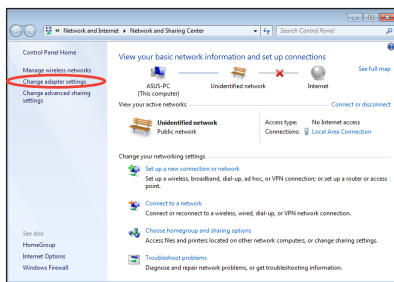 Network and Internet ▸ Network and Sharing Center
Search Control Panel
Control Panel Home
Manage wireless networks
Change adapter settings
Change advanced sharing
settings
View your basic network information and set up connections
See full map
ASUS-PC
(This computer)
Unidentified network
Internet
View your active networks
Connect or disconnect
Unidentified network
Public network
Access type: No Internet access
Connections: Local Area Connection
Change your networking settings
Set up a new connection or network
Set up a wireless, broadband, dial-up, ad hoc, or VPN connection; or set up a router or access
point.
Connect to a network
Connect or reconnect to a wireless, wired, dial-up, or VPN network connection.
Choose homegroup and sharing options
Access files and printers located on other network computers, or change sharing settings.
Troubleshoot problems
Diagnose and repair network problems, or get troubleshooting information.
See also
HomeGroup
Internet Options
Windows Firewall